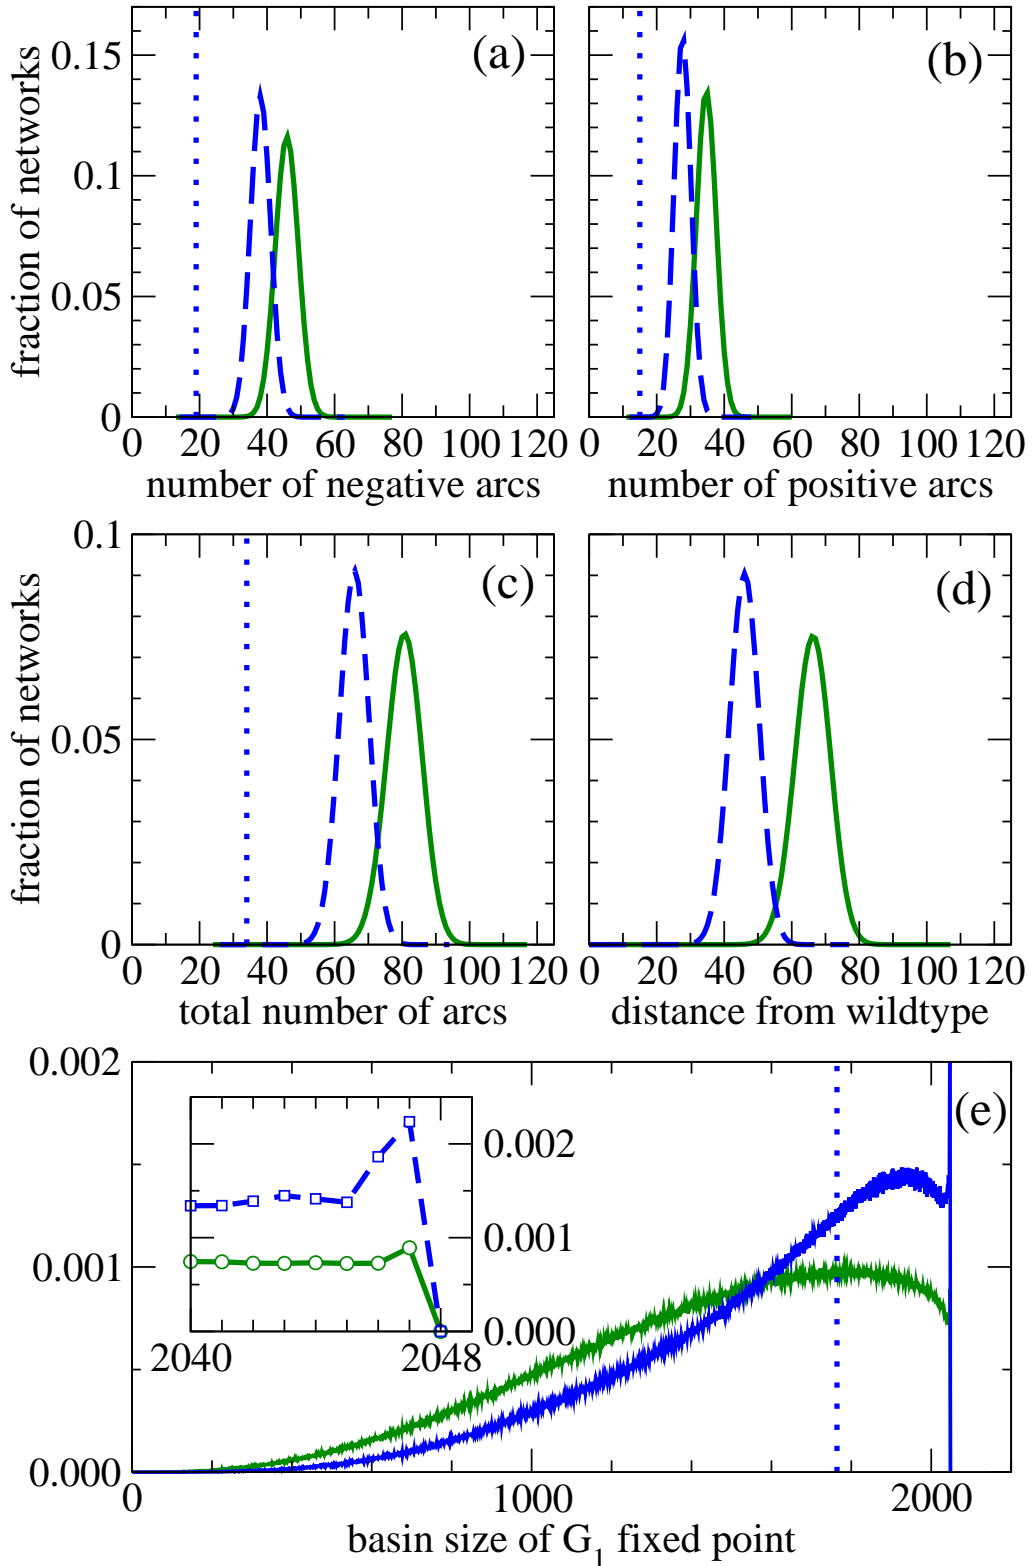 (a)
(b)
fraction of networks
0.15
0.1
0.05
0
0 20 40 60 80 100 120
0 20 40 60 80 100 120
number of negative arcs
number of positive arcs
(c)
(d)
fraction of networks
0.1
0.05
0
0 20 40 60 80 100 120
0 20 40 60 80 100 120
total number of arcs
distance from wildtype
(e)
0.002
0.001
0.000
0.002
0.001
0.000
2040 2048
0 1000 2000
basin size of G1 fixed point